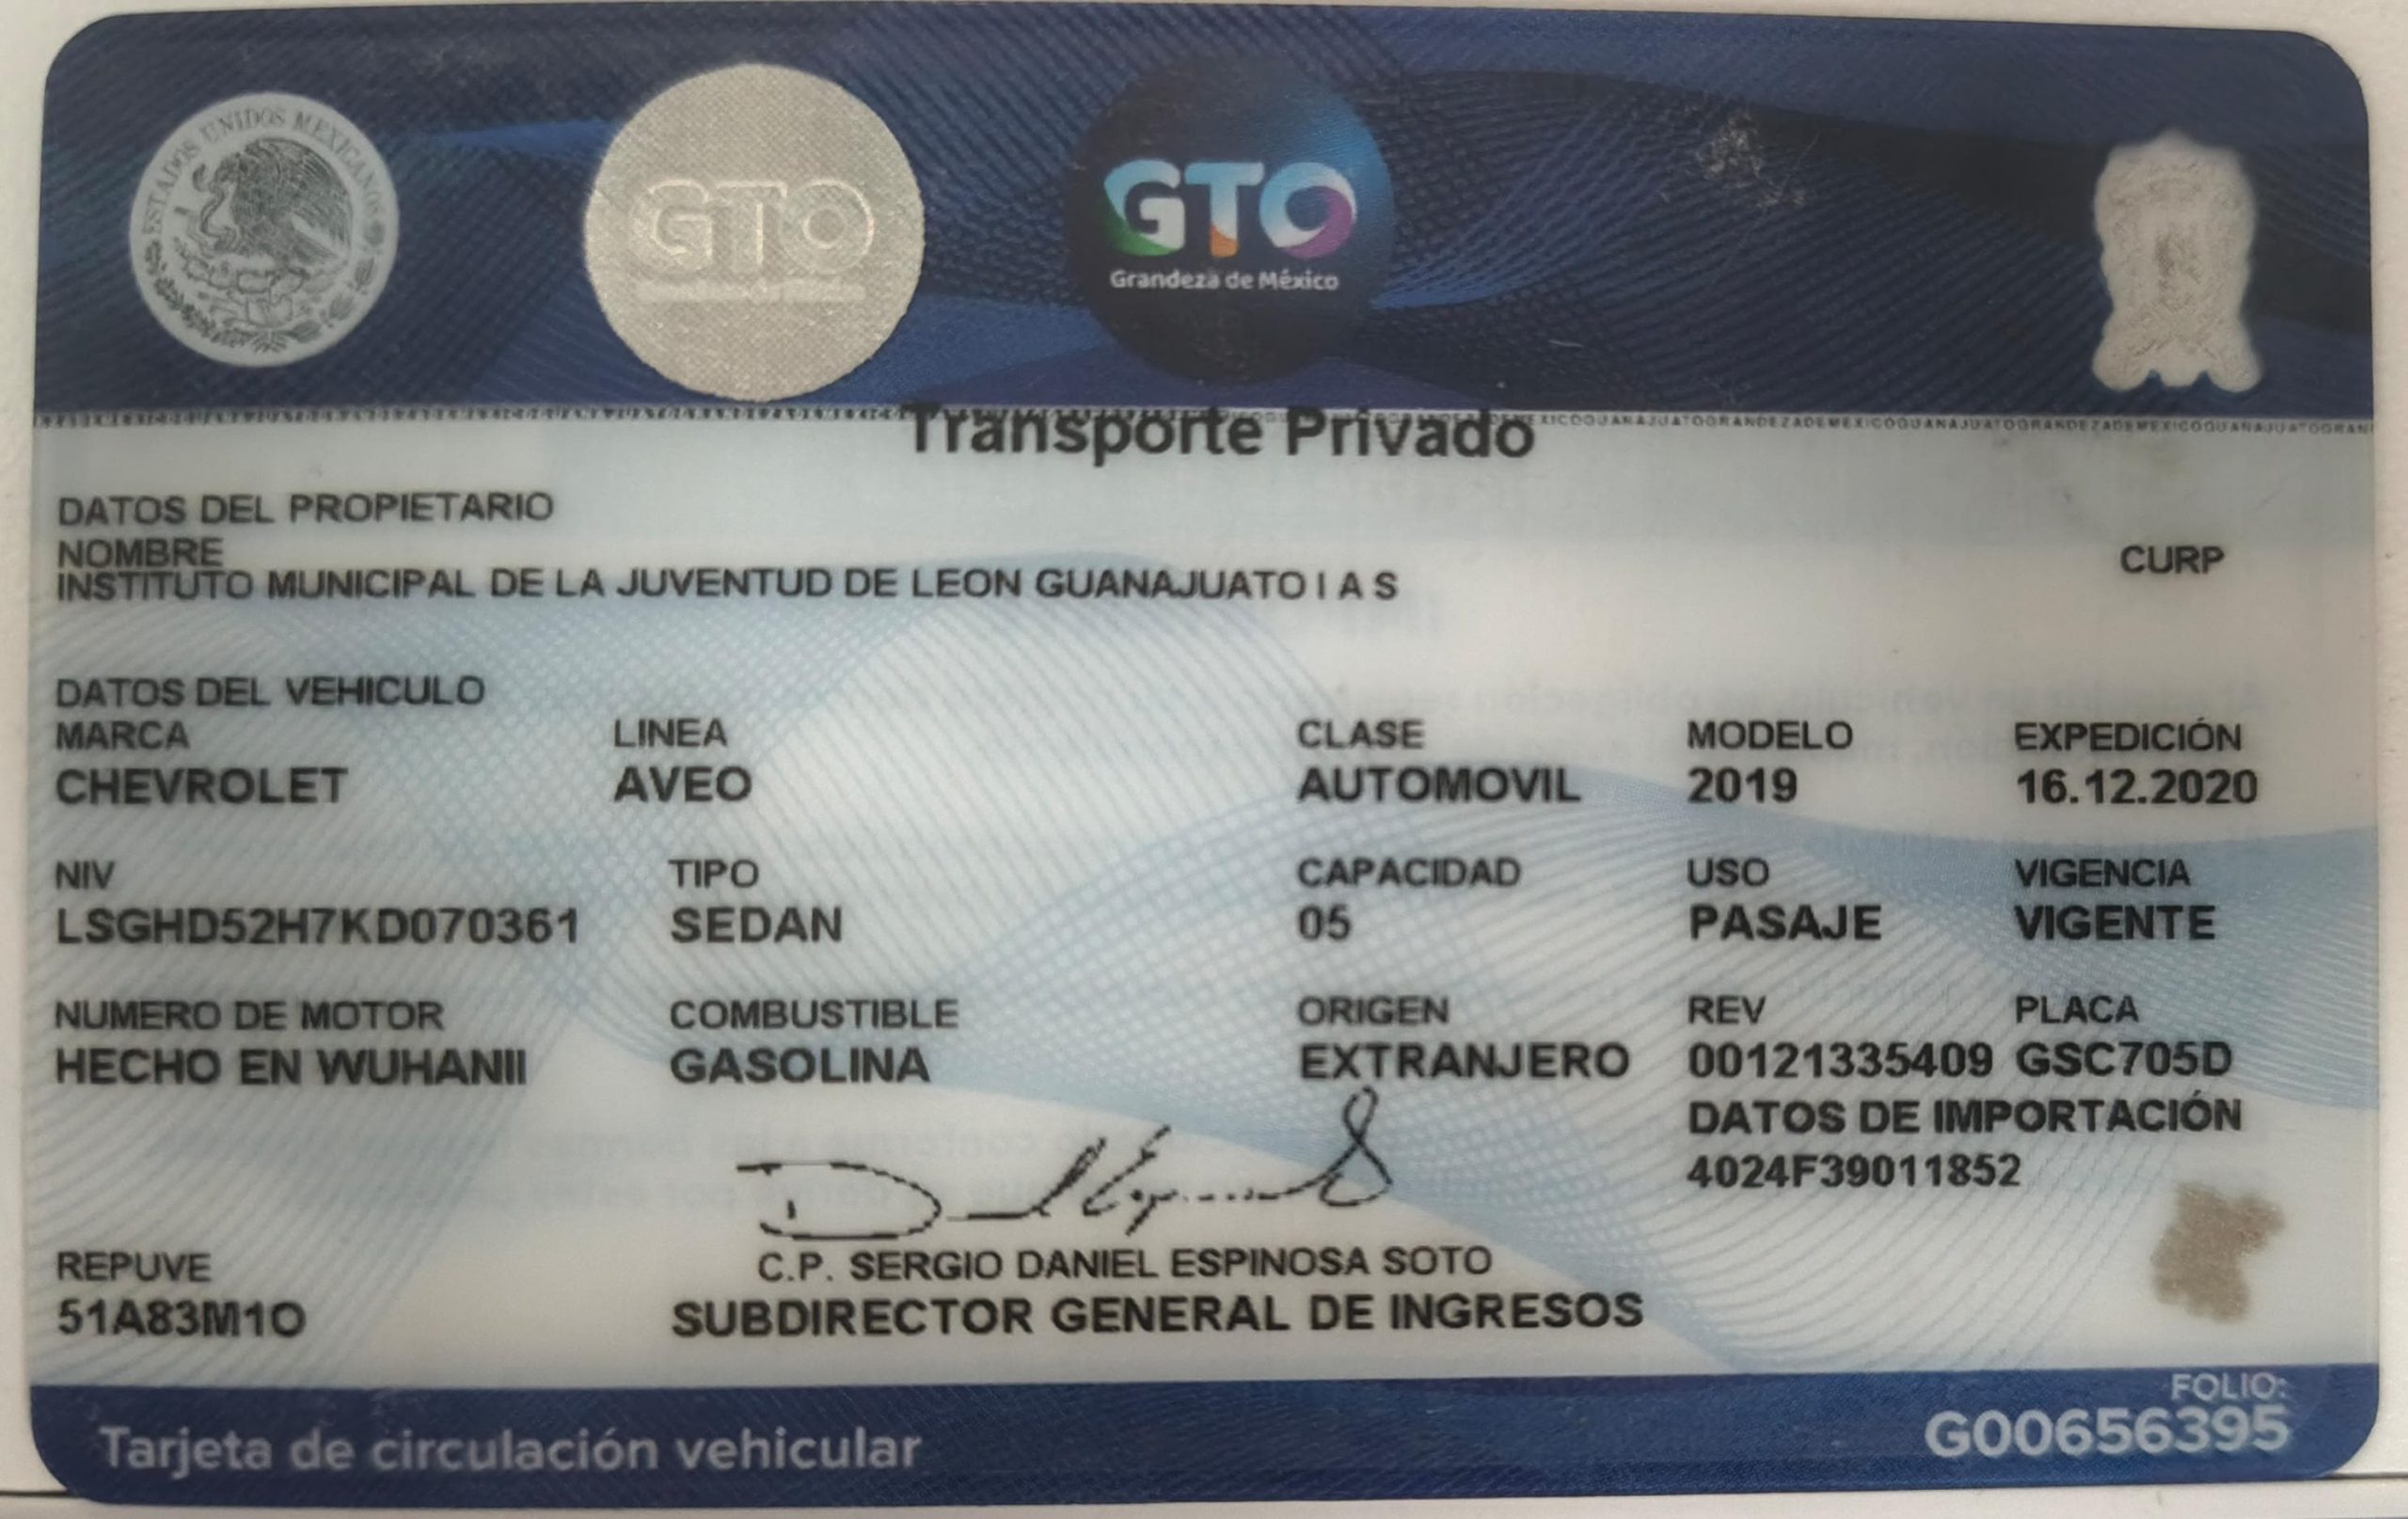 ESTADOS UNIDOS MEXICANOS
GTO
GTO
Grandeza de México
Transporte Privado
DATOS DEL PROPIETARIO
NOMBRE CURP
INSTITUTO MUNICIPAL DE LA JUVENTUD DE LEON GUANAJUATO I A S
DATOS DEL VEHICULO
MARCA LINEA CLASE MODELO EXPEDICIÓN
CHEVROLET AVEO AUTOMOVIL 2019 16.12.2020
NIV TIPO CAPACIDAD USO VIGENCIA
LSGHD52H7KD070361 SEDAN 05 PASAJE VIGENTE
NUMERO DE MOTOR COMBUSTIBLE ORIGEN REV PLACA
HECHO EN WUHANII GASOLINA EXTRANJERO 00121335409 GSC705D
DATOS DE IMPORTACIÓN
4024F39011852
REPUVE C.P. SERGIO DANIEL ESPINOSA SOTO
51A83M1O SUBDIRECTOR GENERAL DE INGRESOS
FOLIO:
Tarjeta de circulación vehicular G00656395